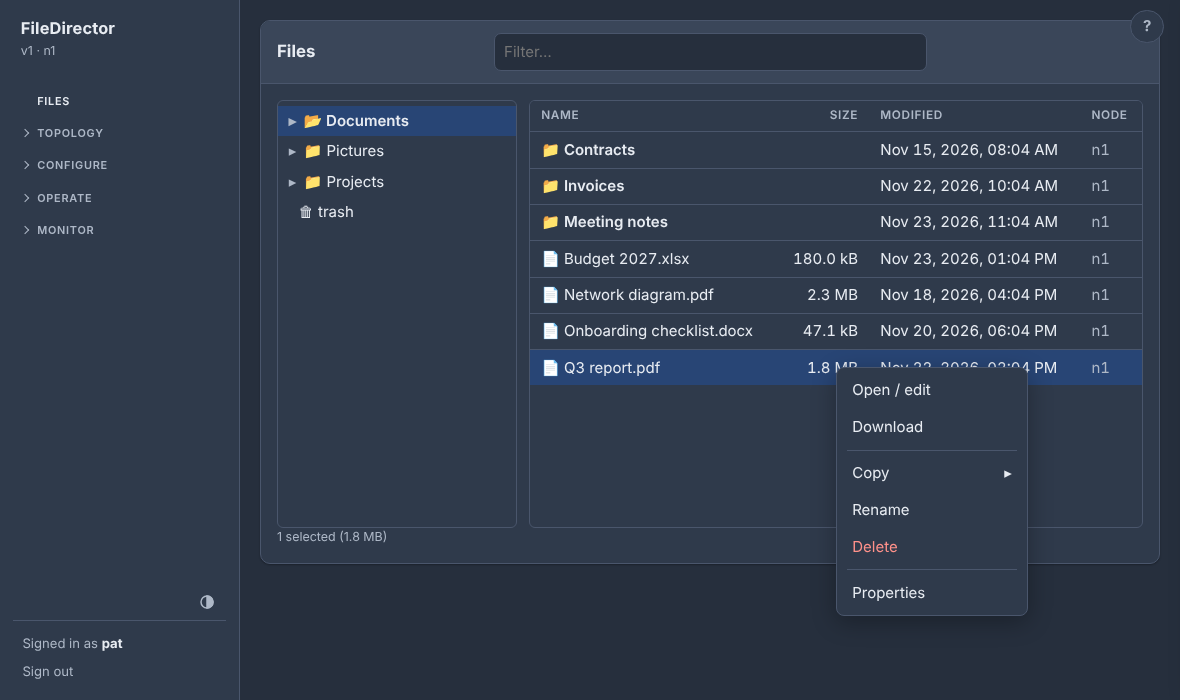 FileDirector
v1 · n1
FILES
TOPOLOGY
CONFIGURE
OPERATE
MONITOR
Signed in as pat
Sign out
Files
Filter...
?
Documents
Pictures
Projects
trash
NAME SIZE MODIFIED NODE
Contracts Nov 15, 2026, 08:04 AM n1
Invoices Nov 22, 2026, 10:04 AM n1
Meeting notes Nov 23, 2026, 11:04 AM n1
Budget 2027.xlsx 180.0 kB Nov 23, 2026, 01:04 PM n1
Network diagram.pdf 2.3 MB Nov 18, 2026, 04:04 PM n1
Onboarding checklist.docx 47.1 kB Nov 20, 2026, 06:04 PM n1
Q3 report.pdf 1.8 MB PM n1
1 selected (1.8 MB)
Open / edit
Download
Copy
Rename
Delete
Properties